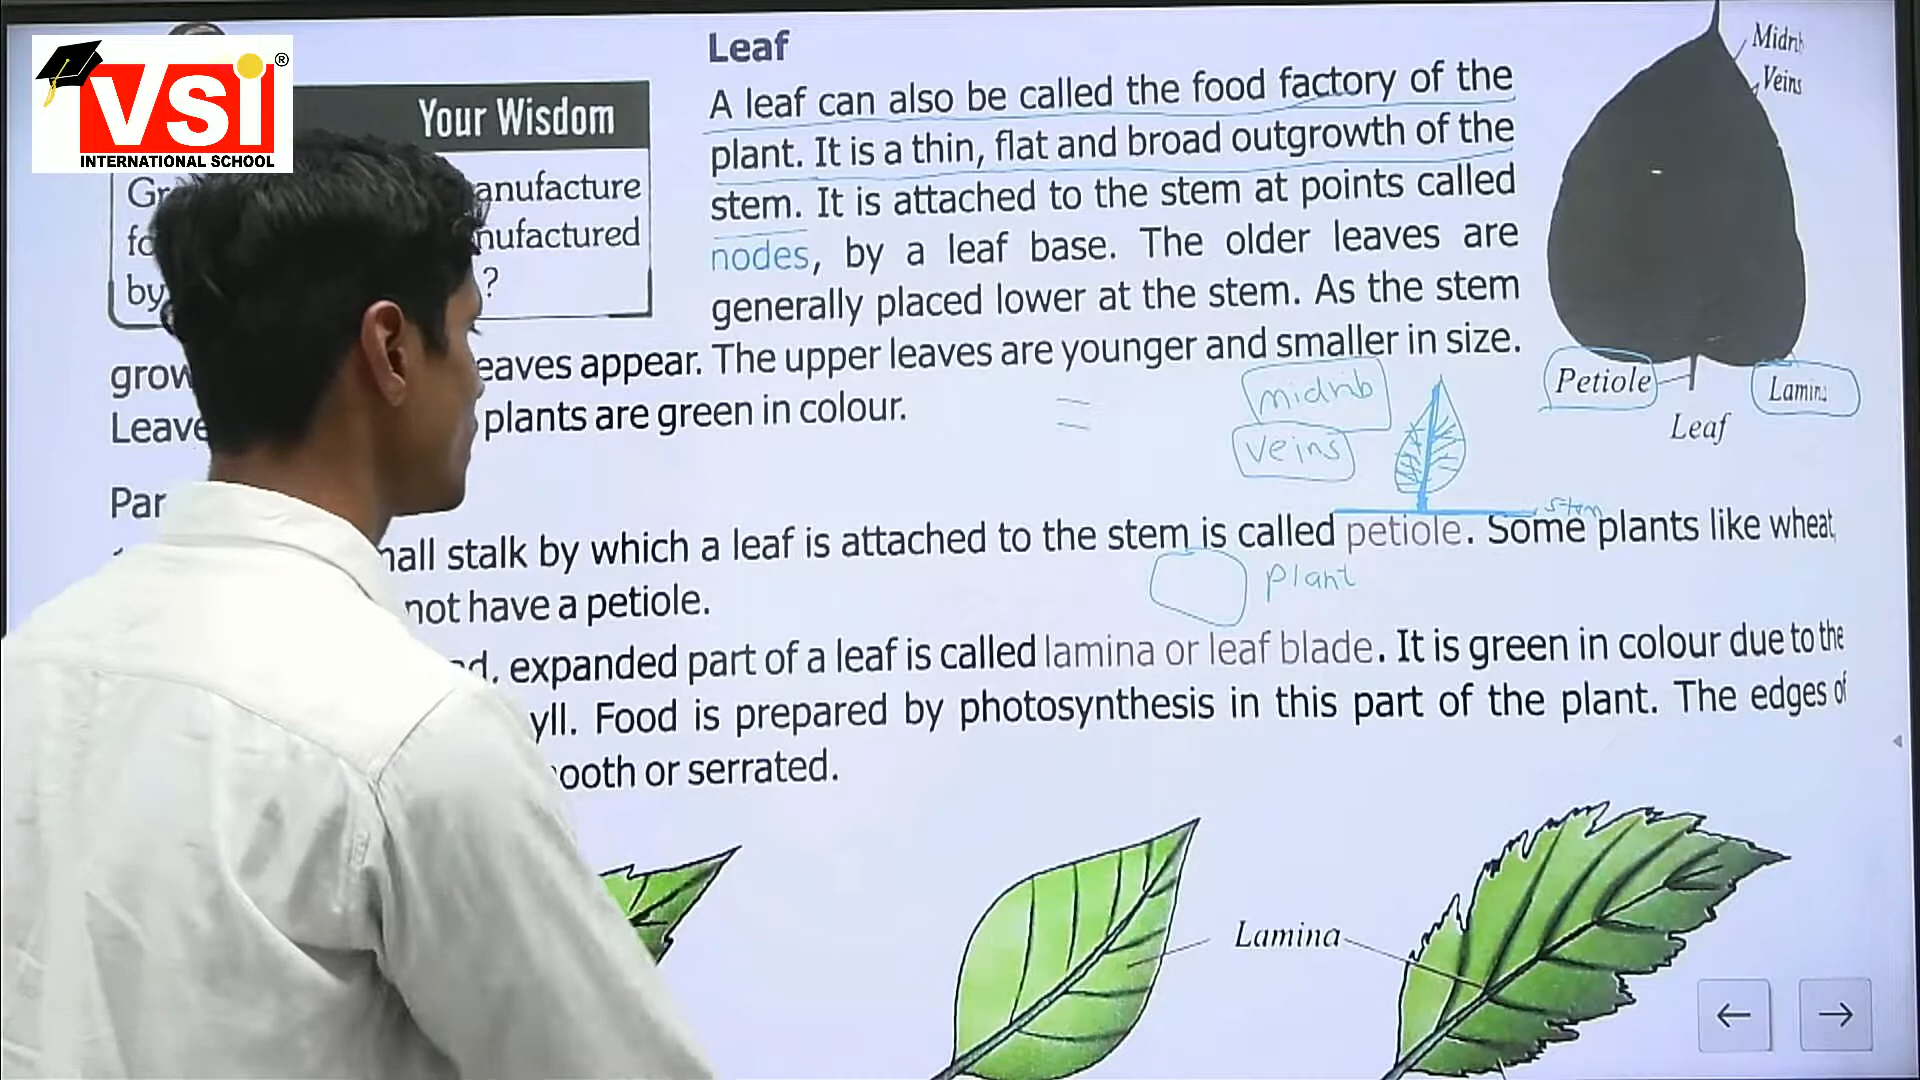 VSI ®
INTERNATIONAL SCHOOL
Your Wisdom
anufacture
nufactured
by ?
Leaf
A leaf can also be called the food factory of the
plant. It is a thin, flat and broad outgrowth of the
stem. It is attached to the stem at points called
nodes, by a leaf base. The older leaves are
generally placed lower at the stem. As the stem
grow eaves appear. The upper leaves are younger and smaller in size.
Leave plants are green in colour.
Midrib
Veins
Petiole
Lamina
Leaf
midrib
veins
stem
Par
mall stalk by which a leaf is attached to the stem is called petiole. Some plants like wheat
plant
not have a petiole.
d, expanded part of a leaf is called lamina or leaf blade. It is green in colour due to the
yll. Food is prepared by photosynthesis in this part of the plant. The edges of
ooth or serrated.
Lamina